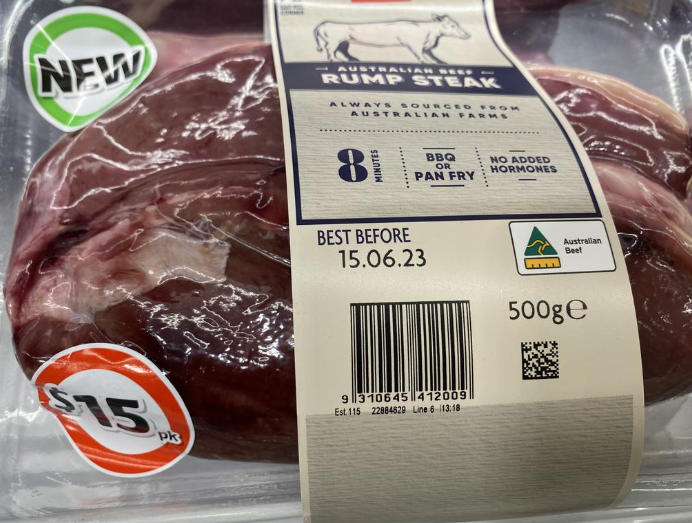 NEW
AUSTRALIAN BEEF
RUMP STEAK
ALWAYS SOURCED FROM
AUSTRALIAN FARMS
8 MINUTES
BBQ
OR
PAN FRY
NO ADDED
HORMONES
BEST BEFORE
15.06.23
Australian
Beef
500g℮
9 310645 412009
Est.115 22884829 Line 6 13:18
$15
pk